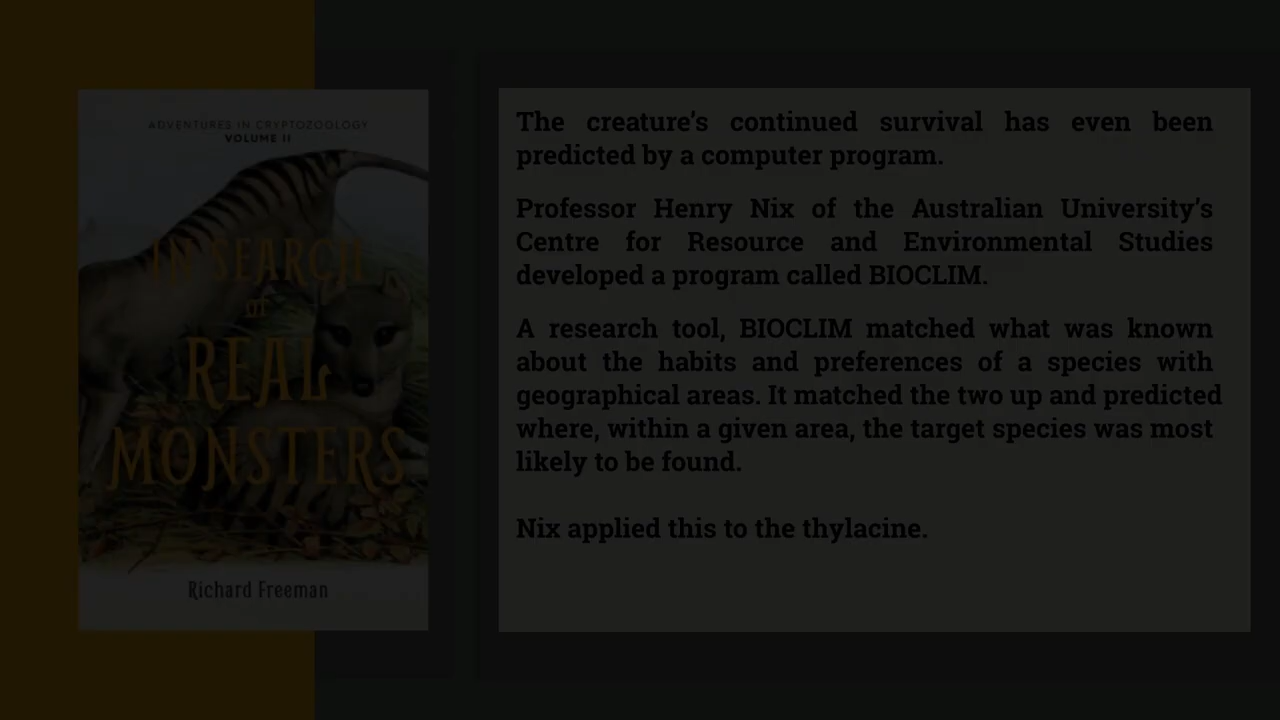 ADVENTURES IN CRYPTOZOOLOGY
VOLUME II
IN SEARCH
of
REAL
MONSTERS
Richard Freeman
The creature's continued survival has even been
predicted by a computer program.
Professor Henry Nix of the Australian University's
Centre for Resource and Environmental Studies
developed a program called BIOCLIM.
A research tool, BIOCLIM matched what was known
about the habits and preferences of a species with
geographical areas. It matched the two up and predicted
where, within a given area, the target species was most
likely to be found.
Nix applied this to the thylacine.